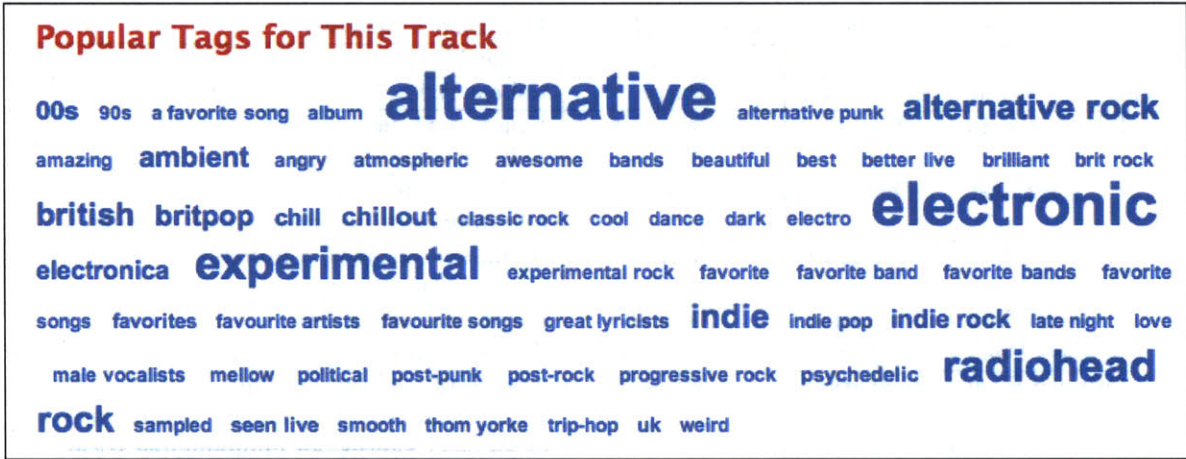 Popular Tags for This Track
00s 90s a favorite song album alternative alternative punk alternative rock
amazing ambient angry atmospheric awesome bands beautiful best better live brilliant brit rock
british britpop chill chillout classic rock cool dance dark electro electronic
electronica experimental experimental rock favorite favorite band favorite bands favorite
songs favorites favourite artists favourite songs great lyricists indie indie pop indie rock late night love
male vocalists mellow political post-punk post-rock progressive rock psychedelic radiohead
rock sampled seen live smooth thom yorke trip-hop uk weird